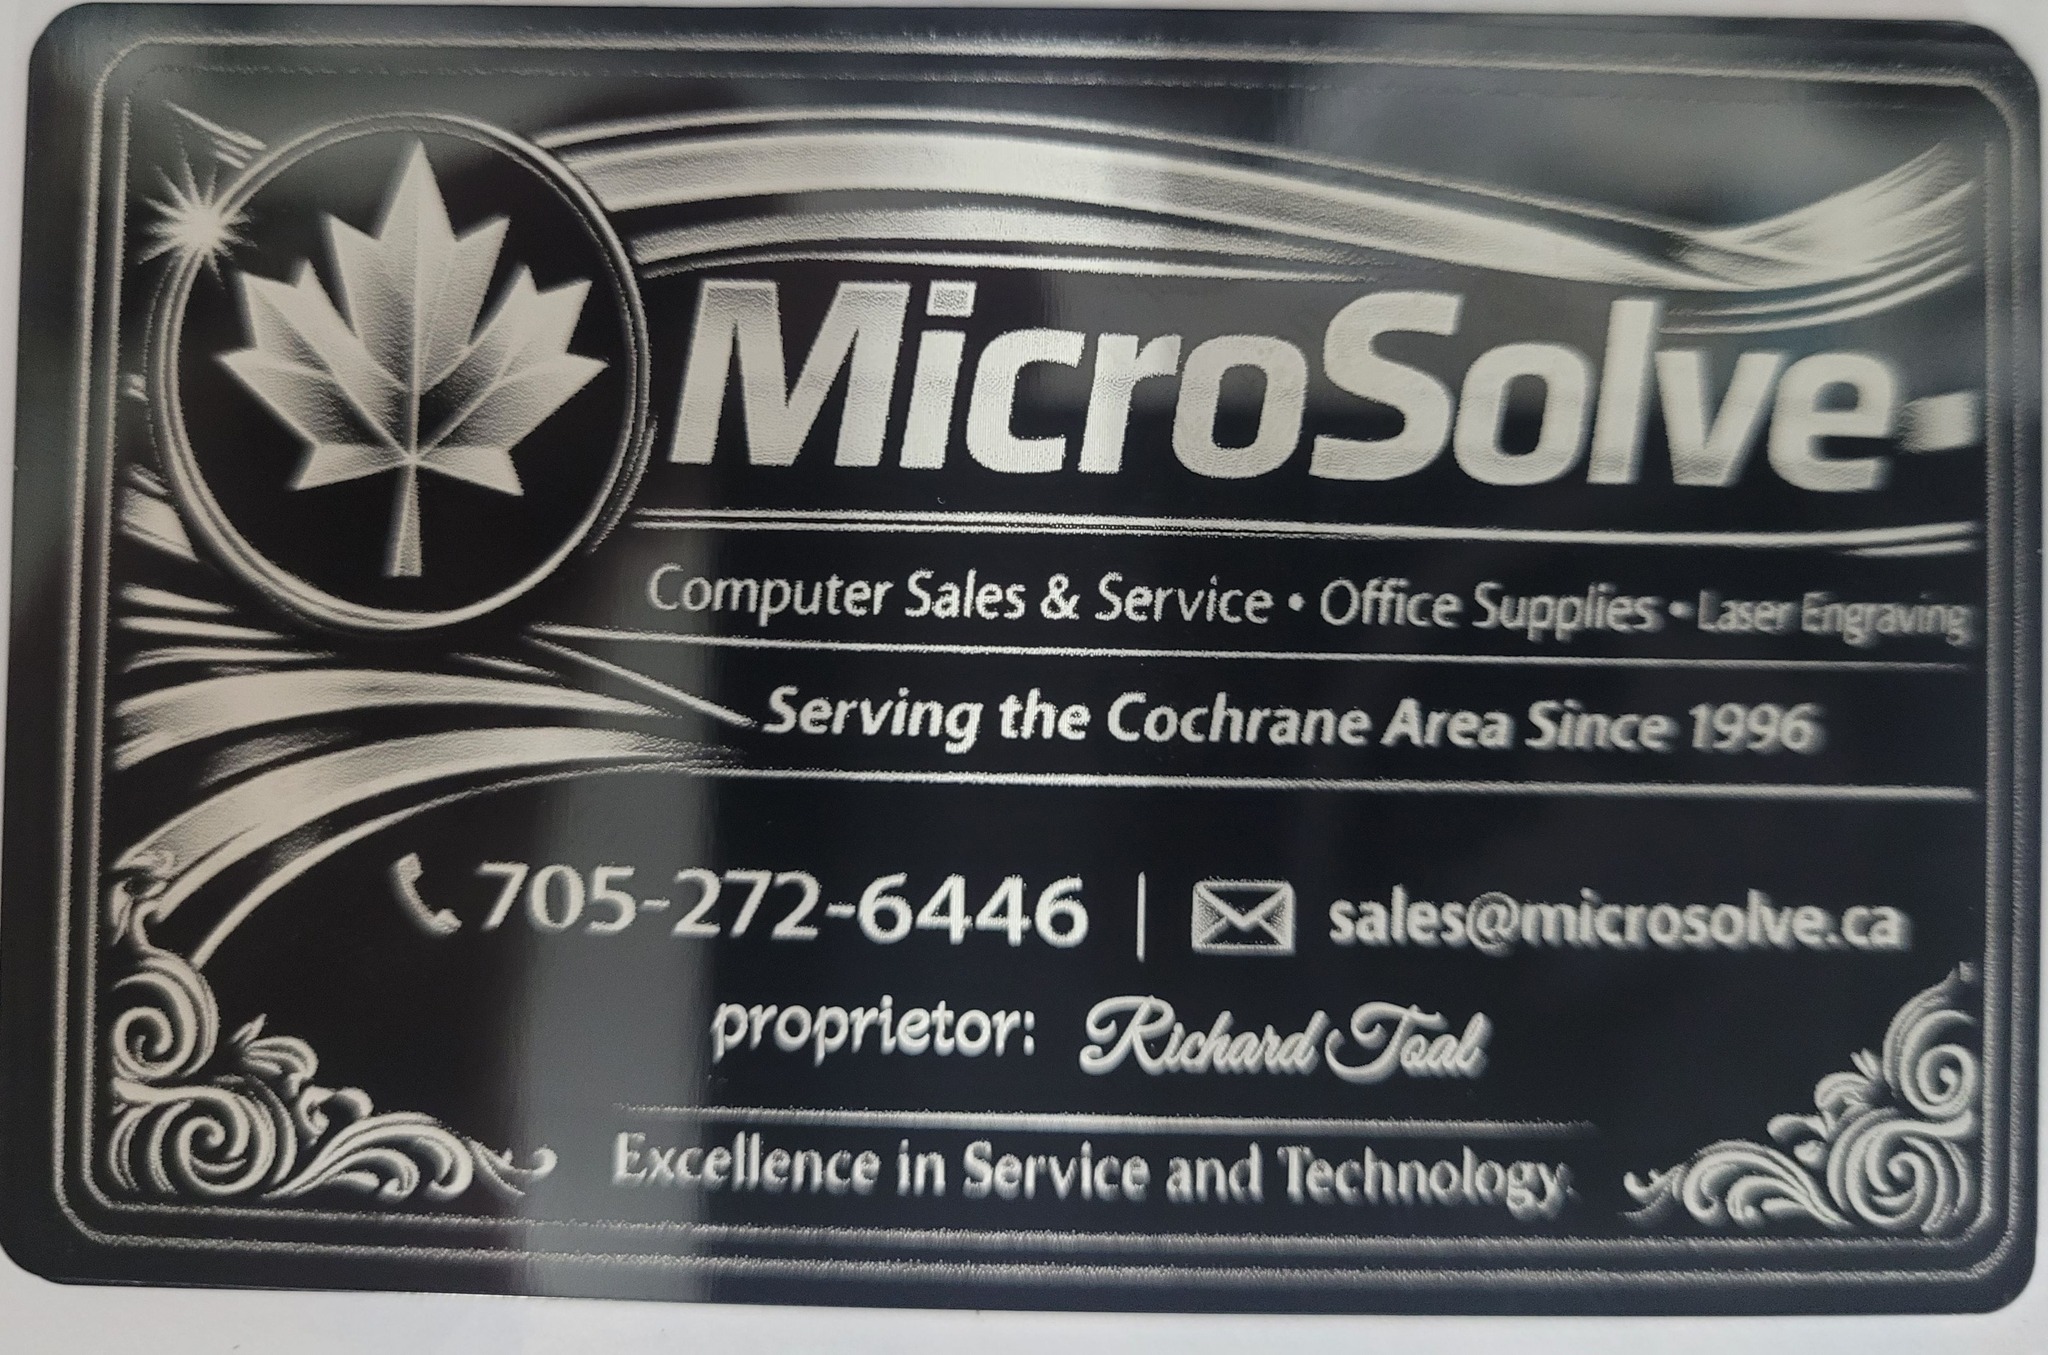 MicroSolve
Computer Sales & Service • Office Supplies • Laser Engraving
Serving the Cochrane Area Since 1996
705-272-6446 | sales@microsolve.ca
proprietor: Richard Toal
Excellence in Service and Technology.